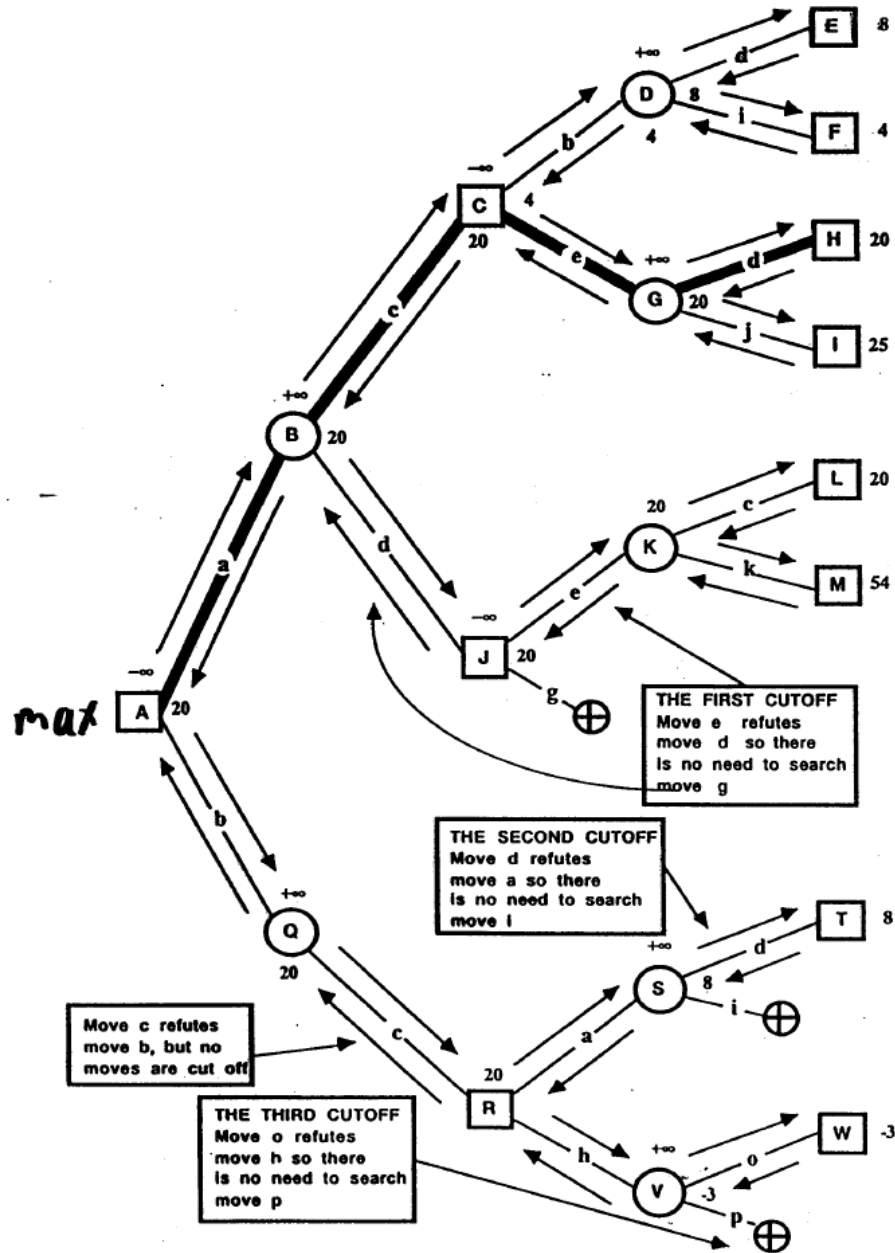 E 8
+∞ d
D 8
i
b 4 F 4
-∞
C 4
20 +∞ H 20
e d
G 20
c j I 25
+∞
B 20
L 20
20 c
a d K
k M 54
e
-∞
J 20
-∞ g
max A 20
THE FIRST CUTOFF
Move e refutes
move d so there
is no need to search
move g
b
THE SECOND CUTOFF
Move d refutes
move a so there
is no need to search
move i
+∞ T 8
Q +∞ d
20 S 8
i
Move c refutes
move b, but no
moves are cut off
c a
20
R
THE THIRD CUTOFF
Move o refutes
move h so there
is no need to search
move p
h +∞ W -3
o
V -3
p